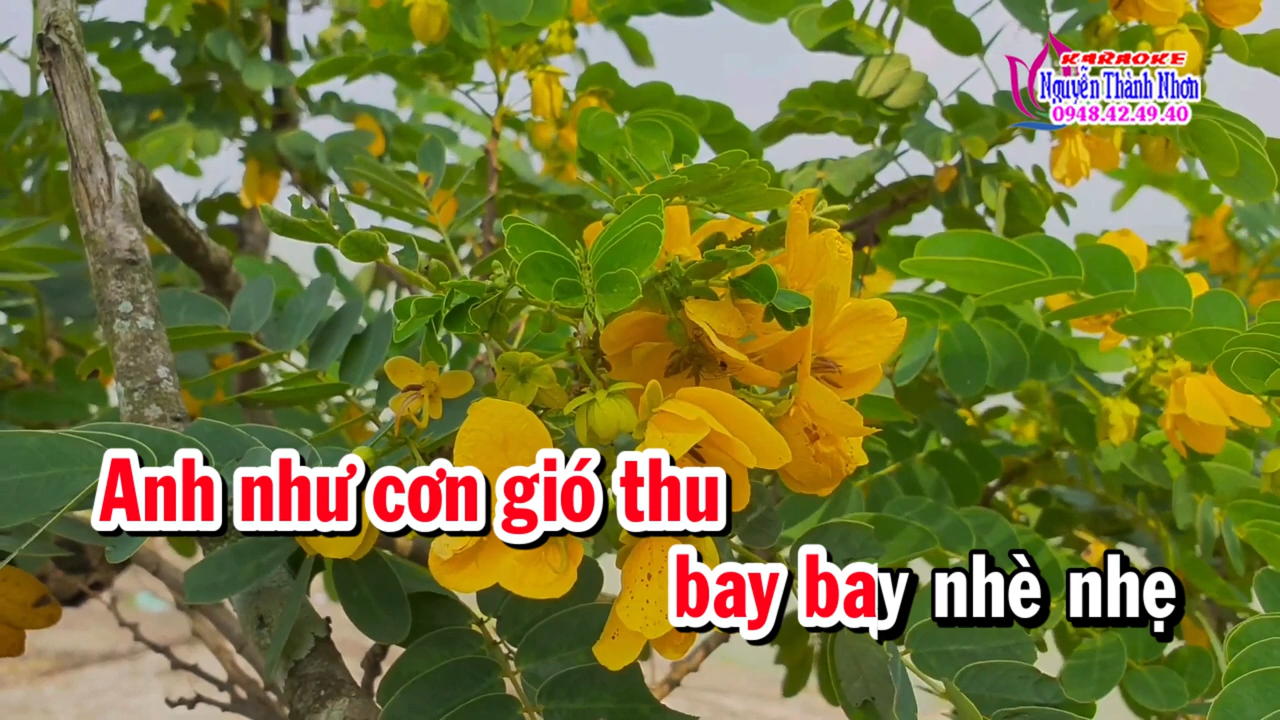 KARAOKE
Nguyễn Thành Nhơn
0948.42.49.40
Anh như cơn gió thu
bay bay nhè nhẹ